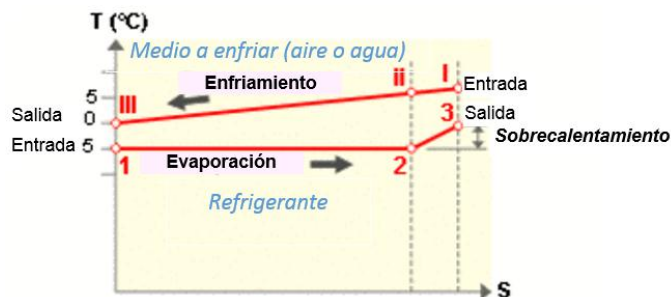 T (°C)
Medio a enfriar (aire o agua)
Enfriamiento
ii
I
Entrada
5
III
Salida 0
3
Salida
Sobrecalentamiento
Entrada 5
1
Evaporación
2
Refrigerante
S